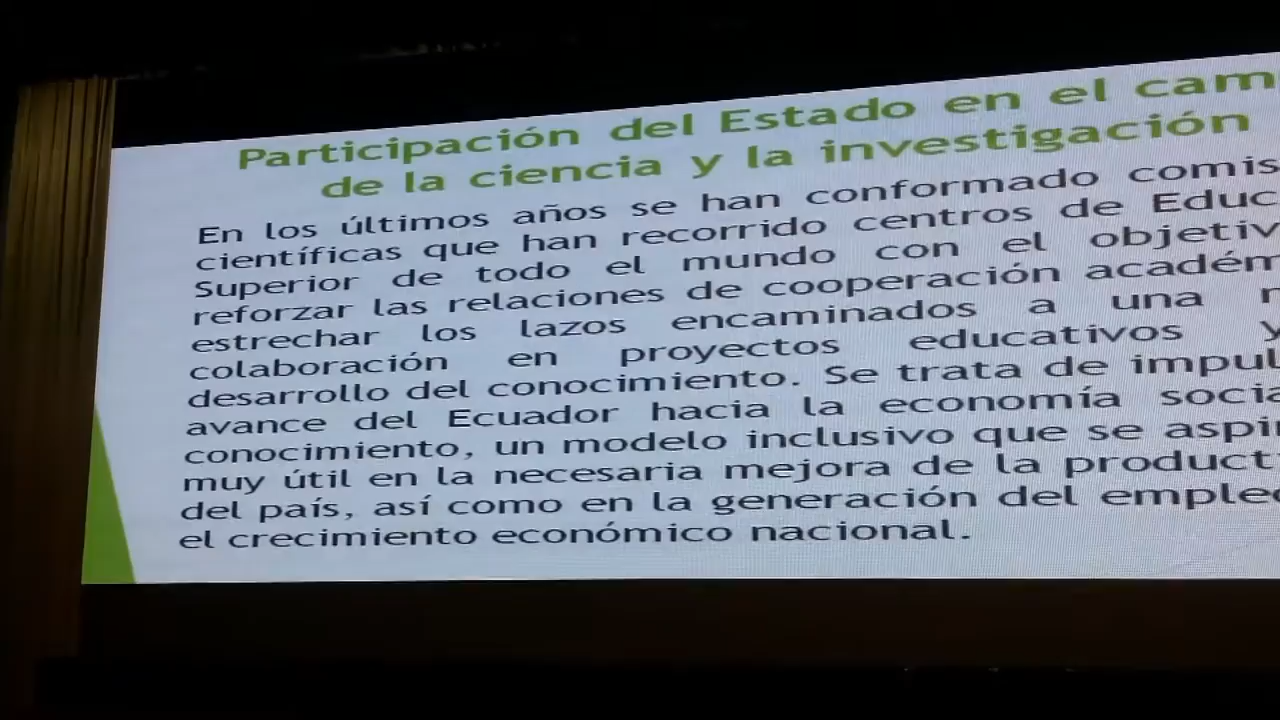 Participación del Estado en el cam
de la ciencia y la investigación
En los últimos años se han conformado comis
científicas que han recorrido centros de Educ
Superior de todo el mundo con el objetiv
reforzar las relaciones de cooperación académ
estrechar los lazos encaminados a una
colaboración en proyectos educativos y
desarrollo del conocimiento. Se trata de impul
avance del Ecuador hacia la economía socia
conocimiento, un modelo inclusivo que se aspi
muy útil en la necesaria mejora de la product
del país, así como en la generación del emple
el crecimiento económico nacional.